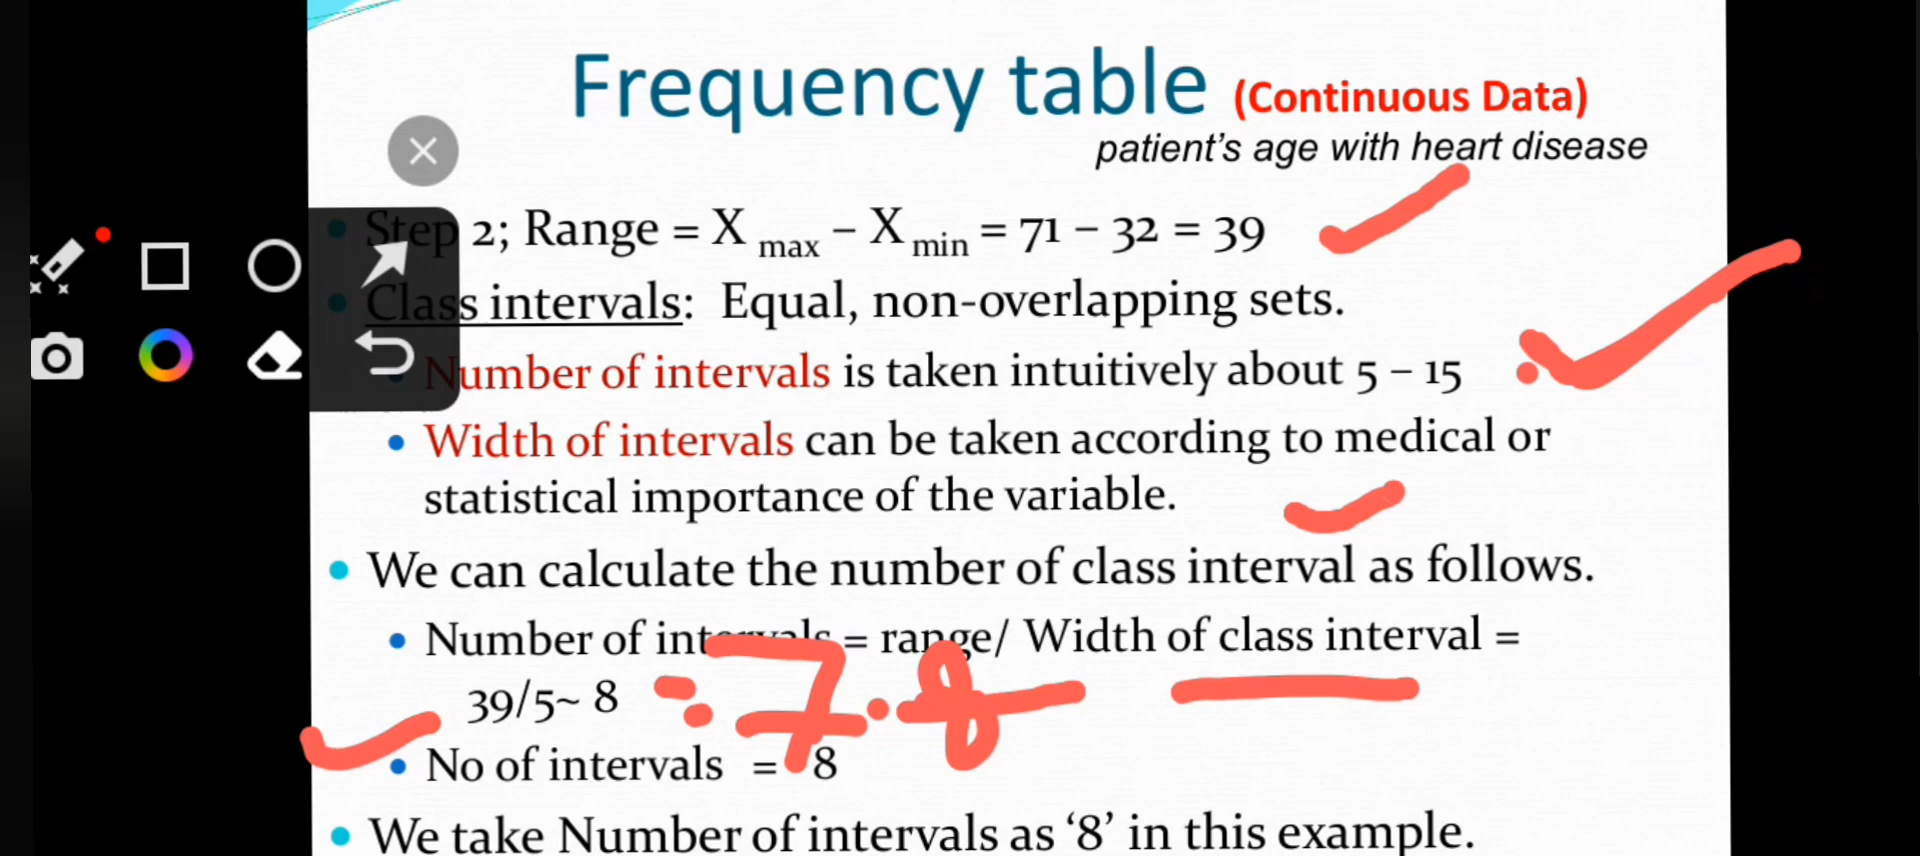 Frequency table (Continuous Data)
patient's age with heart disease
Step 2; Range = X max – X min = 71 – 32 = 39
Class intervals: Equal, non-overlapping sets.
Number of intervals is taken intuitively about 5 – 15
Width of intervals can be taken according to medical or
statistical importance of the variable.
We can calculate the number of class interval as follows.
Number of intervals = range/ Width of class interval =
39/5~ 8 = 7.8
No of intervals = 8
We take Number of intervals as ‘8’ in this example.